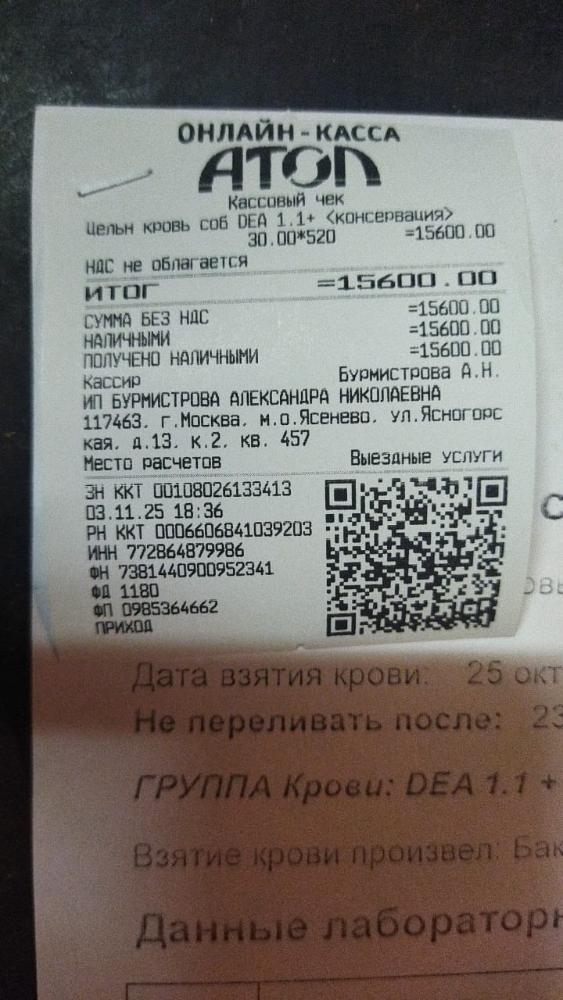 ОНЛАЙН-КАССА
АТОЛ
Кассовый чек
Цельн кровь соб DEA 1.1+ <консервация>
30.00*520 =15600.00
НДС не облагается
ИТОГ =15600.00
СУММА БЕЗ НДС =15600.00
НАЛИЧНЫМИ =15600.00
ПОЛУЧЕНО НАЛИЧНЫМИ =15600.00
Кассир Бурмистрова А.Н.
ИП БУРМИСТРОВА АЛЕКСАНДРА НИКОЛАЕВНА
117463, г.Москва, м.о.Ясенево, ул.Ясногорс
кая, д.13, к.2, кв. 457
Место расчетов Выездные услуги
ЗН ККТ 00108026133413
03.11.25 18:36
РН ККТ 0006606841039203
ИНН 772864879986
ФН 7381440900952341
ФД 1180
ФП 0985364662
ПРИХОД
С
овь
Дата взятия крови: 25 окт
Не переливать после: 23
ГРУППА Крови: DEA 1.1 +
Взятие крови произвел: Бак
Данные лаборатор